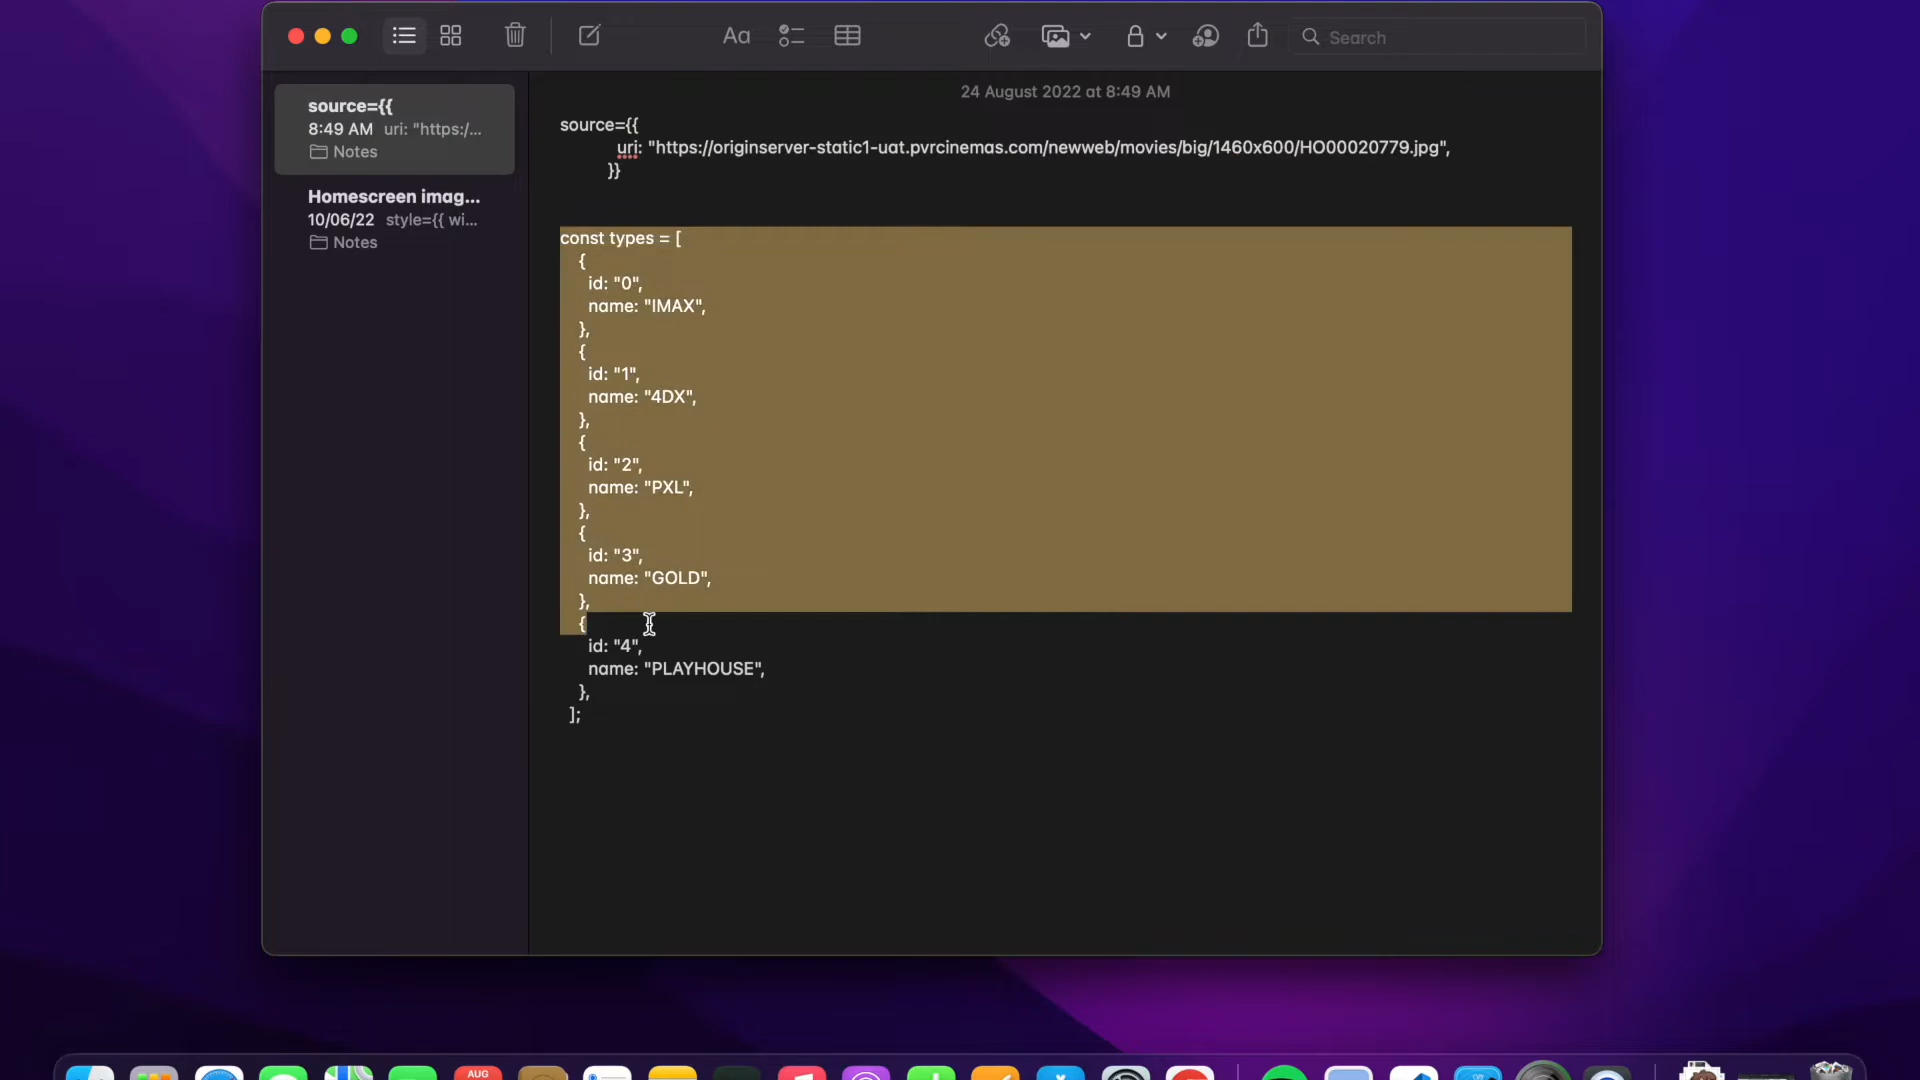 Aa
Search
source={{
8:49 AM uri: "https:/...
Notes
Homescreen imag...
10/06/22 style={{ wi...
Notes
24 August 2022 at 8:49 AM
source={{
uri: "https://originserver-static1-uat.pvrcinemas.com/newweb/movies/big/1460x600/HO00020779.jpg",
}}
const types = [
{
id: "0",
name: "IMAX",
},
{
id: "1",
name: "4DX",
},
{
id: "2",
name: "PXL",
},
{
id: "3",
name: "GOLD",
},
{
id: "4",
name: "PLAYHOUSE",
},
];
AUG